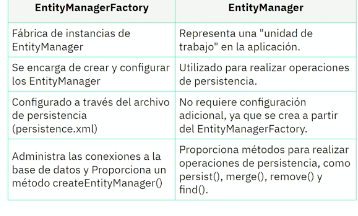 EntityManagerFactory
EntityManager
Fábrica de instancias de
EntityManager
Representa una "unidad de
trabajo" en la aplicación.
Se encarga de crear y configurar
los EntityManager
Utilizado para realizar operaciones
de persistencia.
Configurado a través del archivo
de persistencia
(persistence.xml)
No requiere configuración
adicional, ya que se crea a partir
del EntityManagerFactory.
Administra las conexiones a la
base de datos y Proporciona un
método createEntityManager()
Proporciona métodos para realizar
operaciones de persistencia, como
persist(), merge(), remove() y
find().